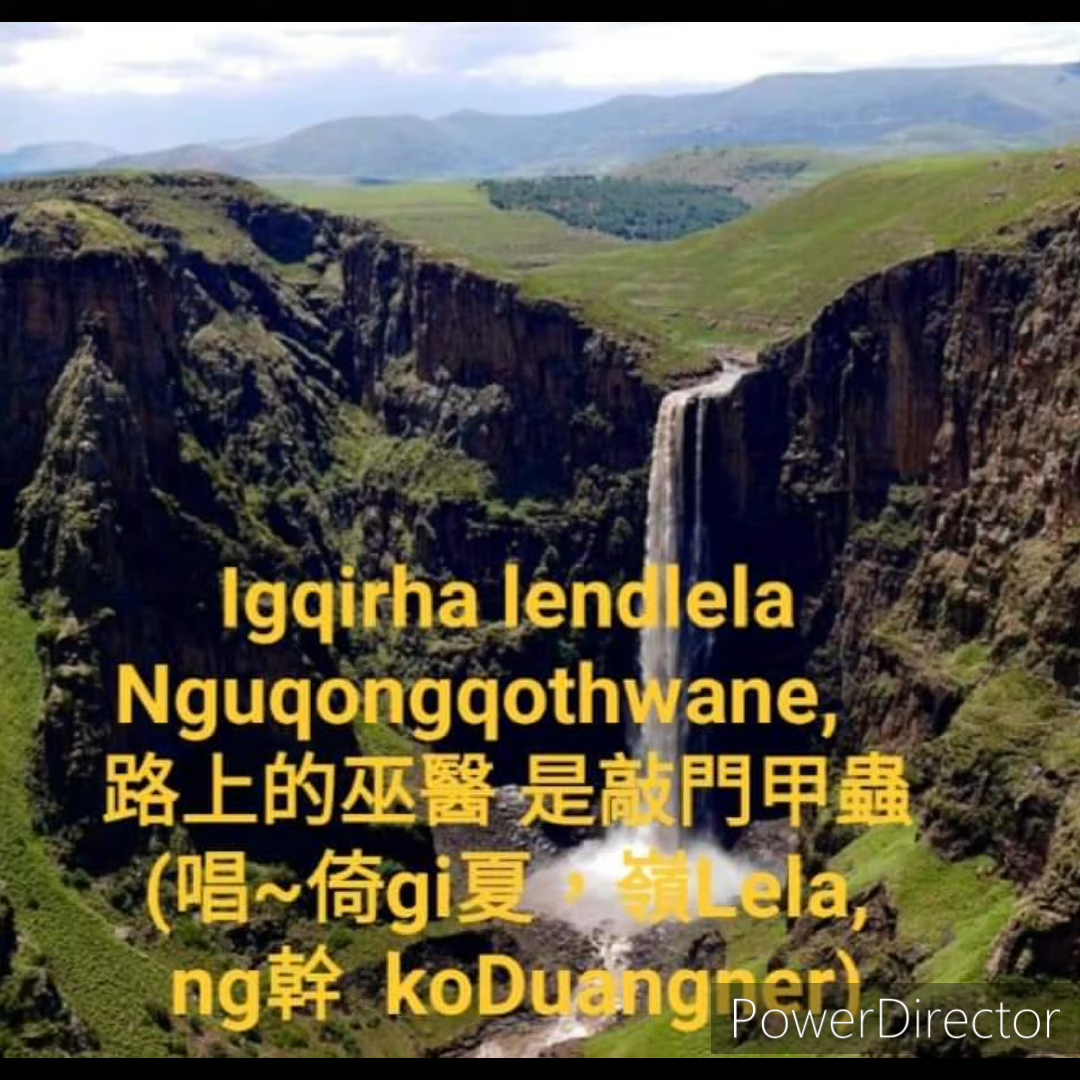 Igqirha lendlela
Nguqongqothwane,
路上的巫醫 是敲門甲蟲
(唱~倚gi夏，嶺Lela,
ng幹 koDuangner)
PowerDirector